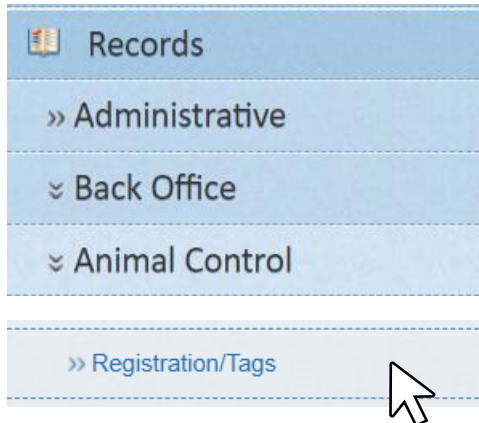 Records
» Administrative
Back Office
Animal Control
» Registration/Tags